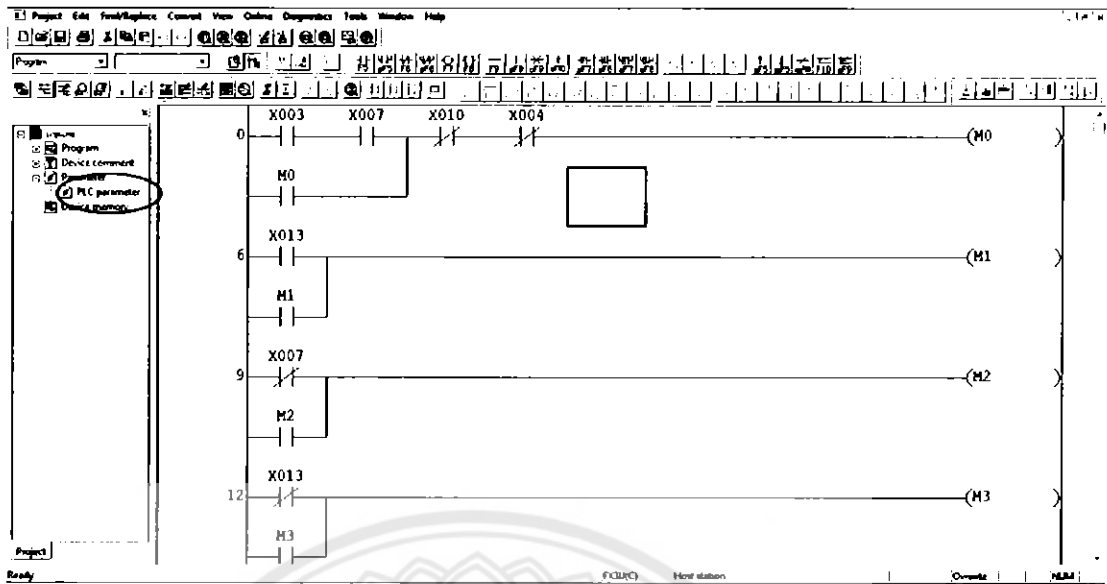 Project Edit Find/Replace Convert View Online Diagnostics Tools Window Help
Program
X003 X007 X010 X004
0 (M0 )
M0
X013
6 (M1 )
M1
X007
9 (M2 )
M2
X013
12 (M3 )
M3
Program
Device comment
Parameter
PLC parameter
Device memory
Project
Ready Host station Overwrite NUM